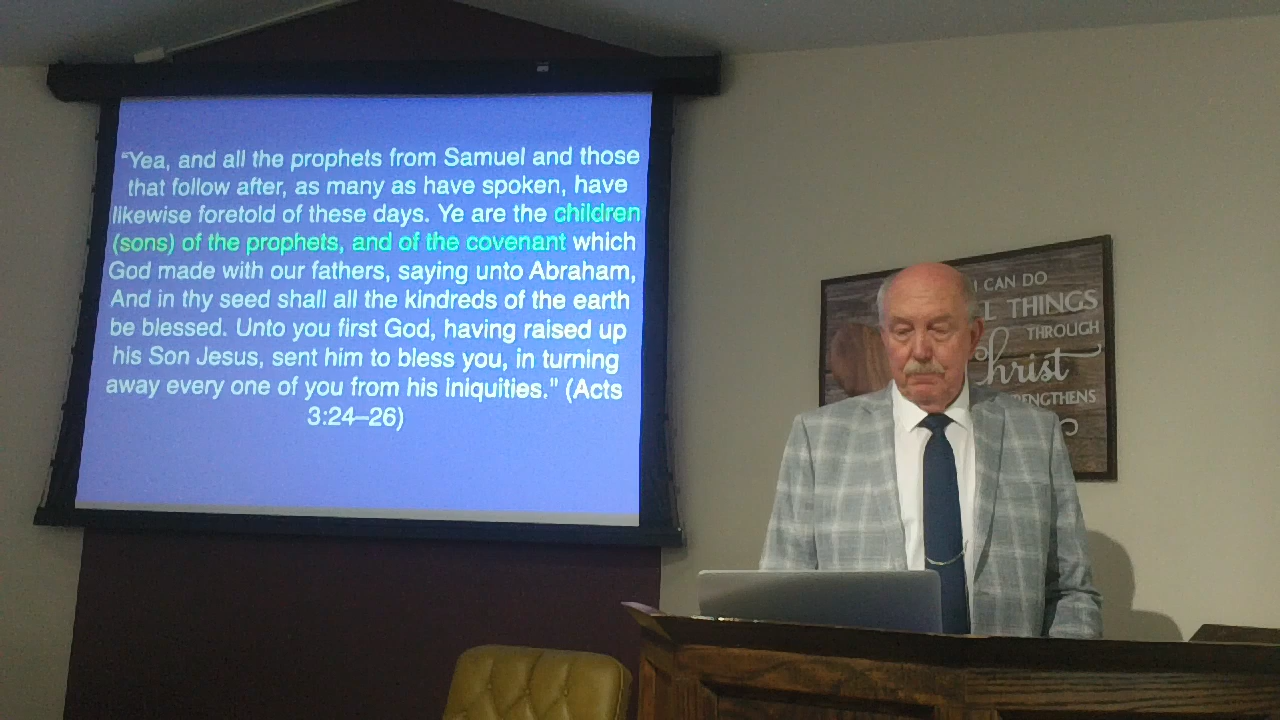 “Yea, and all the prophets from Samuel and those
that follow after, as many as have spoken, have
likewise foretold of these days. Ye are the children
(sons) of the prophets, and of the covenant which
God made with our fathers, saying unto Abraham,
And in thy seed shall all the kindreds of the earth
be blessed. Unto you first God, having raised up
his Son Jesus, sent him to bless you, in turning
away every one of you from his iniquities.” (Acts
3:24–26)
I CAN DO
L THINGS
THROUGH
Christ
RENGTHENS